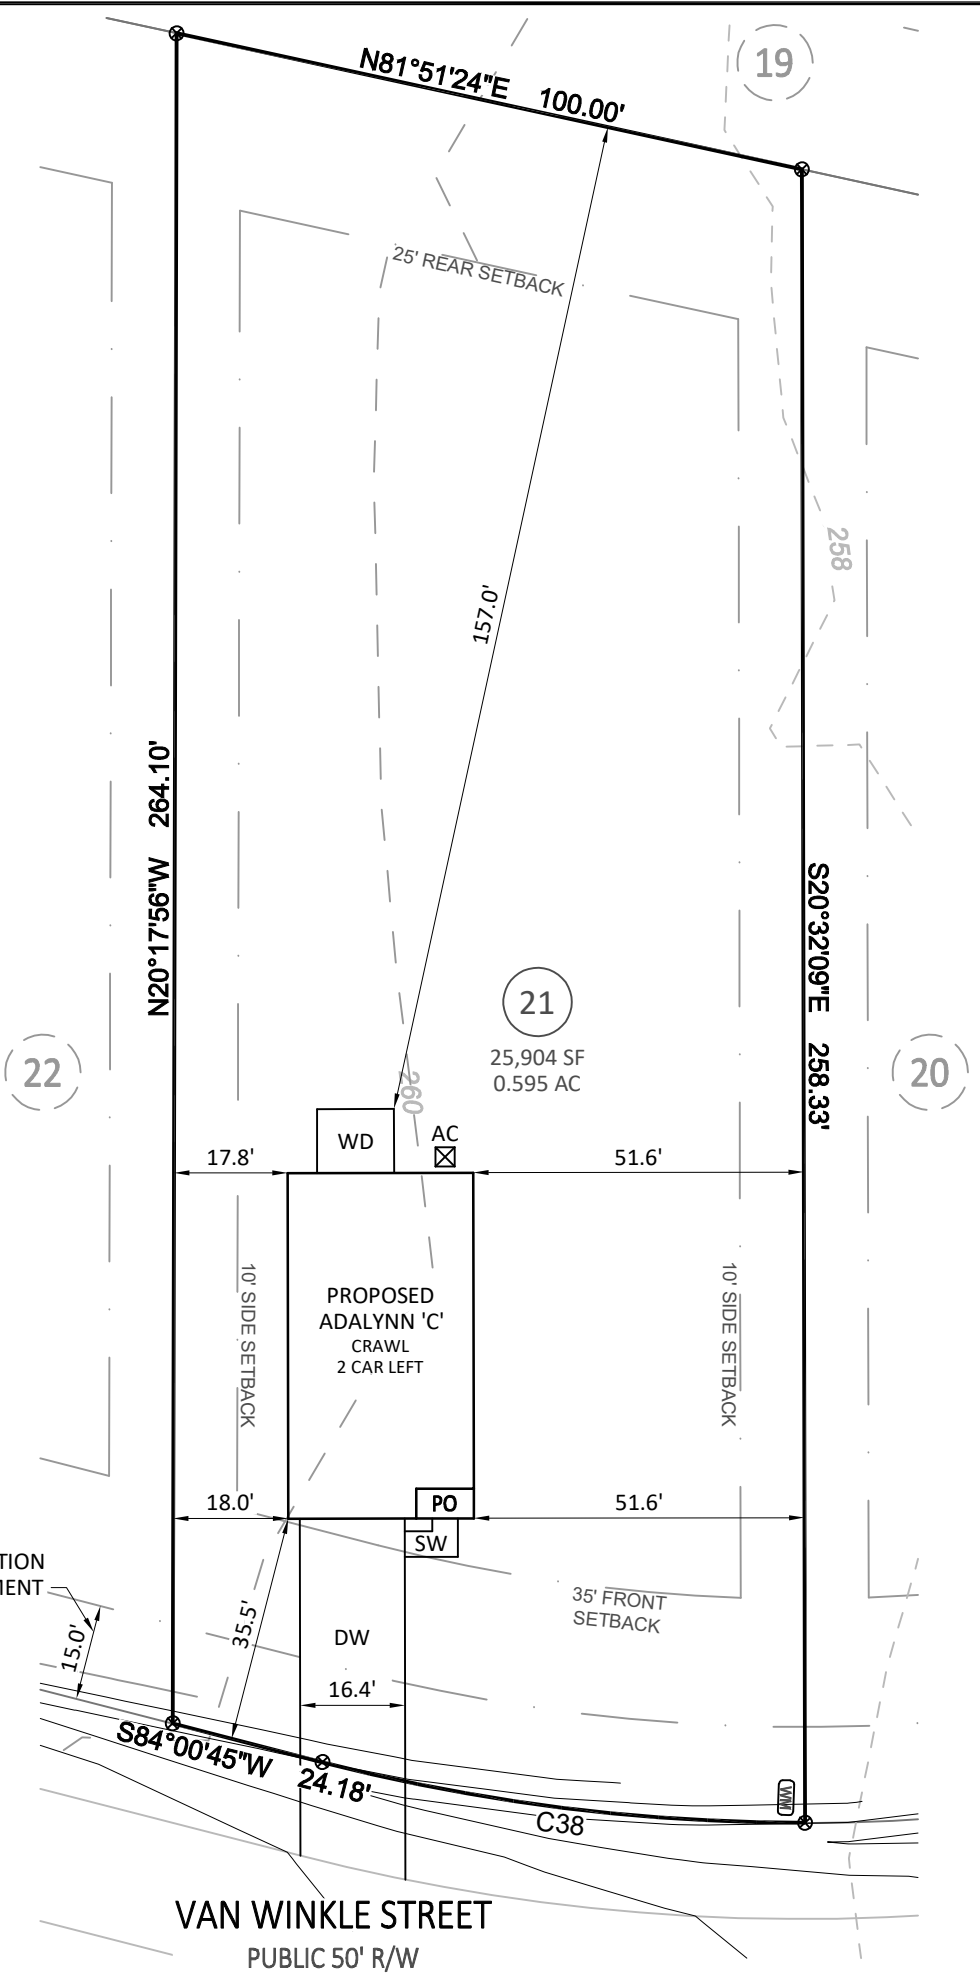 19
N81°51'24"E 100.00'
25' REAR SETBACK
258
157.0'
N20°17'56"W 264.10'
S20°32'09"E 258.33'
21
25,904 SF
0.595 AC
22
20
260
WD
AC
17.8'
51.6'
PROPOSED
ADALYNN 'C'
CRAWL
2 CAR LEFT
10' SIDE SETBACK
10' SIDE SETBACK
18.0'
PO
51.6'
SW
TION
MENT
35' FRONT
SETBACK
15.0'
35.5'
DW
16.4'
S84°00'45"W 24.18'
WM
C38
VAN WINKLE STREET
PUBLIC 50' R/W